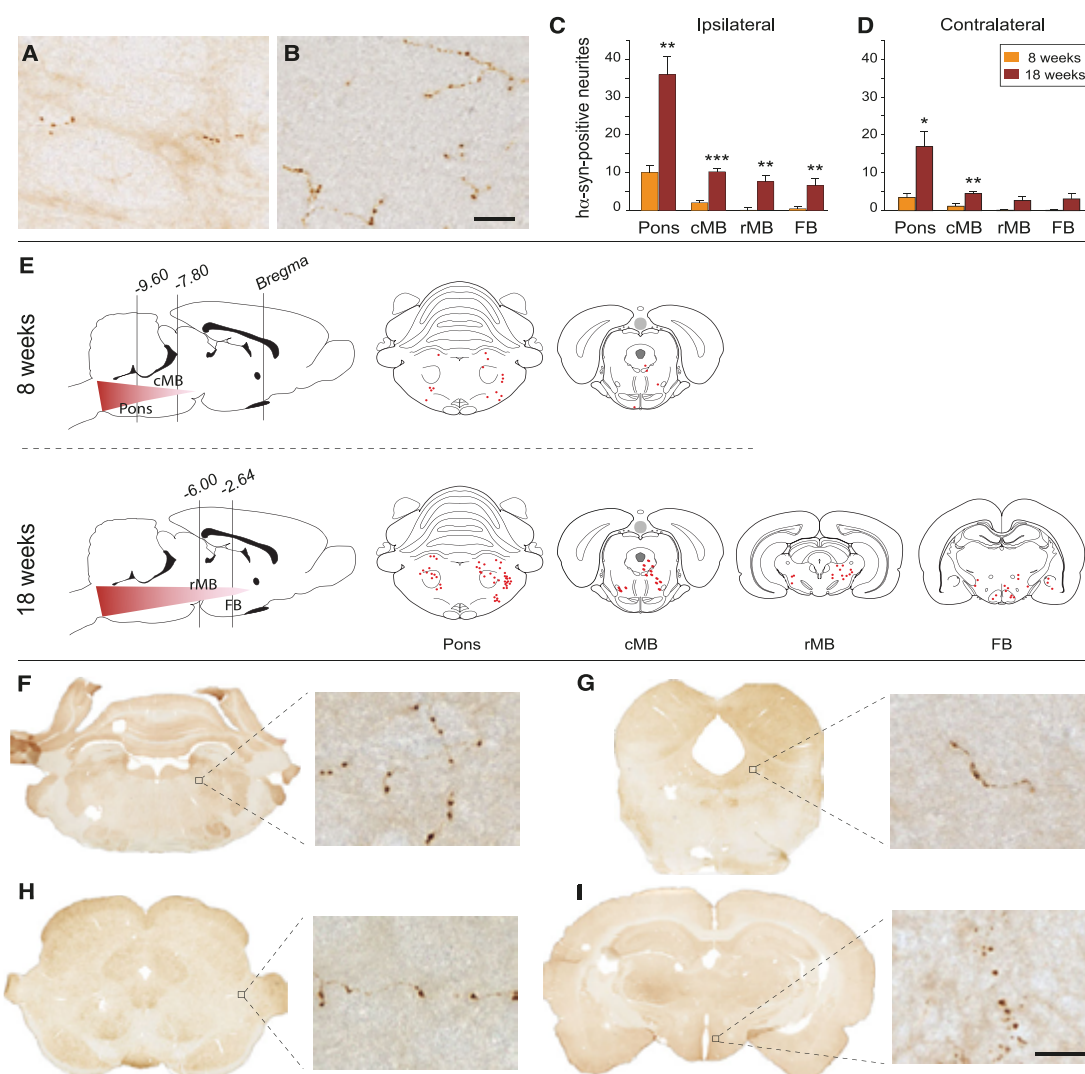 A
B
C
Ipsilateral
hα-syn-positive neurites
40
30
20
10
0
**
***
**
**
Pons cMB rMB FB
D
Contralateral
8 weeks
18 weeks
40
30
20
10
0
*
**
Pons cMB rMB FB
E
8 weeks
-9.60
-7.80
Bregma
cMB
Pons
18 weeks
-6.00
-2.64
rMB
FB
Pons
cMB
rMB
FB
F
G
H
I